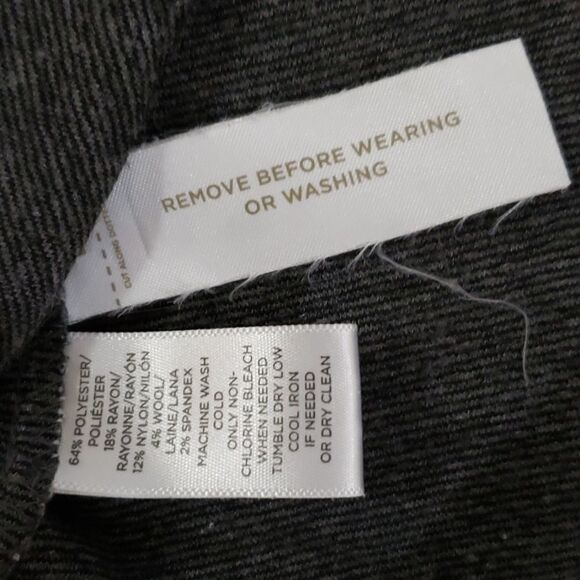 REMOVE BEFORE WEARING
OR WASHING
CUT ALONG
64% POLYESTER/
POLIÉSTER
18% RAYON/
RAYONNE/RAYÓN
12% NYLON/NILÓN
4% WOOL/
LAINE/LANA
2% SPANDEX
MACHINE WASH
COLD
ONLY NON-
CHLORINE BLEACH
WHEN NEEDED
TUMBLE DRY LOW
COOL IRON
IF NEEDED
OR DRY CLEAN